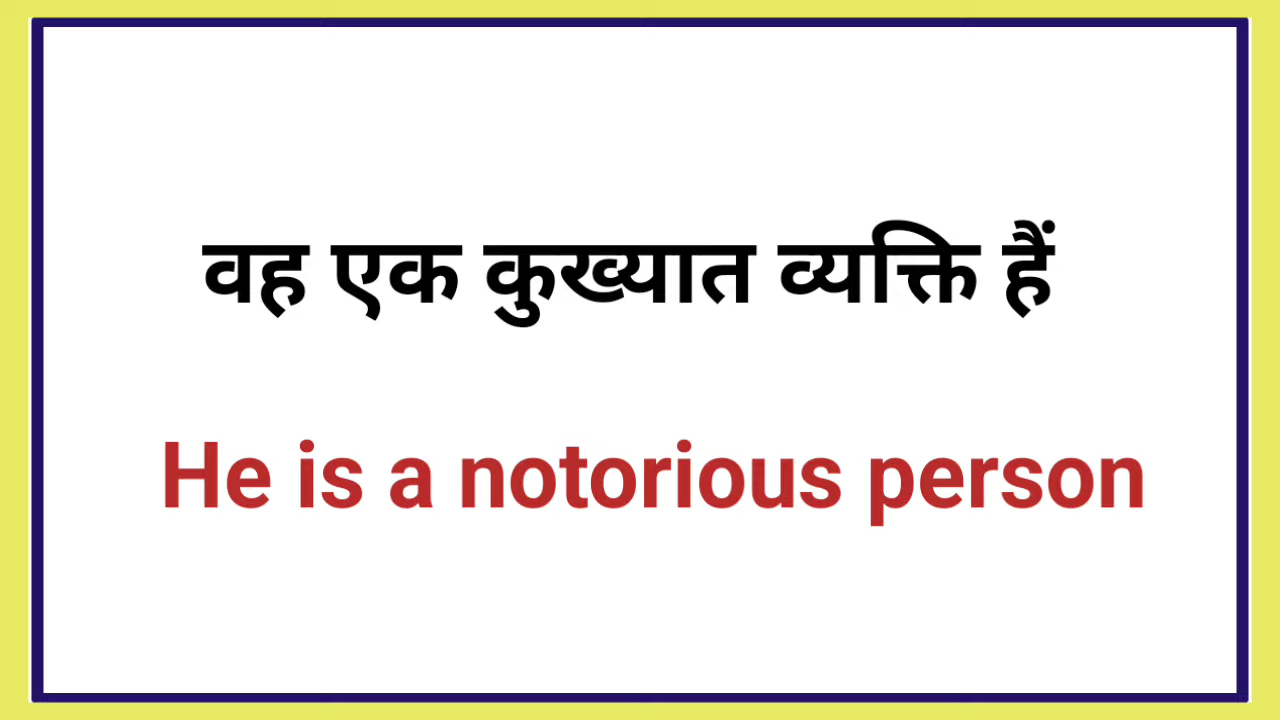 वह एक कुख्यात व्यक्ति हैं
He is a notorious person